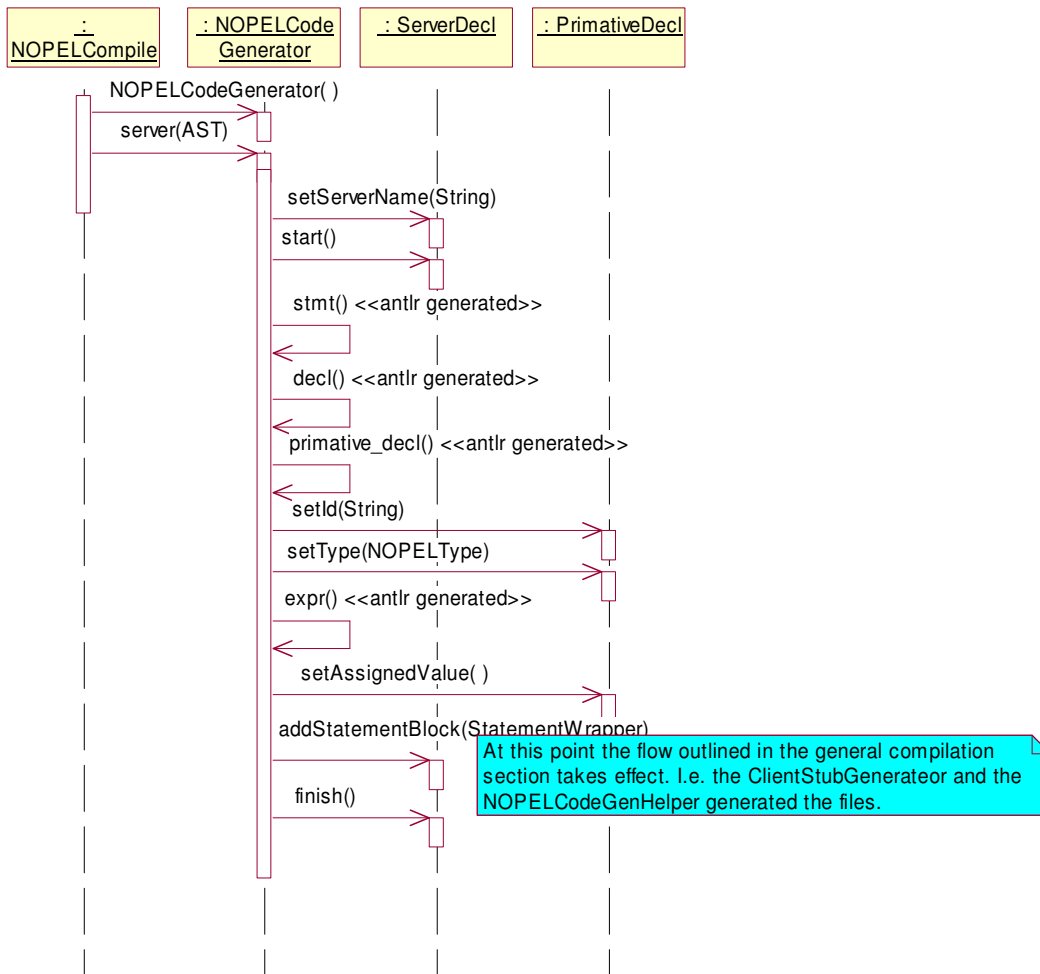 :
NOPELCompile
: NOPELCode
Generator
: ServerDecl
: PrimativeDecl
NOPELCodeGenerator( )
server(AST)
setServerName(String)
start()
stmt() <<antlr generated>>
decl() <<antlr generated>>
primative_decl() <<antlr generated>>
setId(String)
setType(NOPELType)
expr() <<antlr generated>>
setAssignedValue( )
addStatementBlock(StatementWrapper)
At this point the flow outlined in the general compilation
section takes effect. I.e. the ClientStubGenerateor and the
NOPELCodeGenHelper generated the files.
finish()